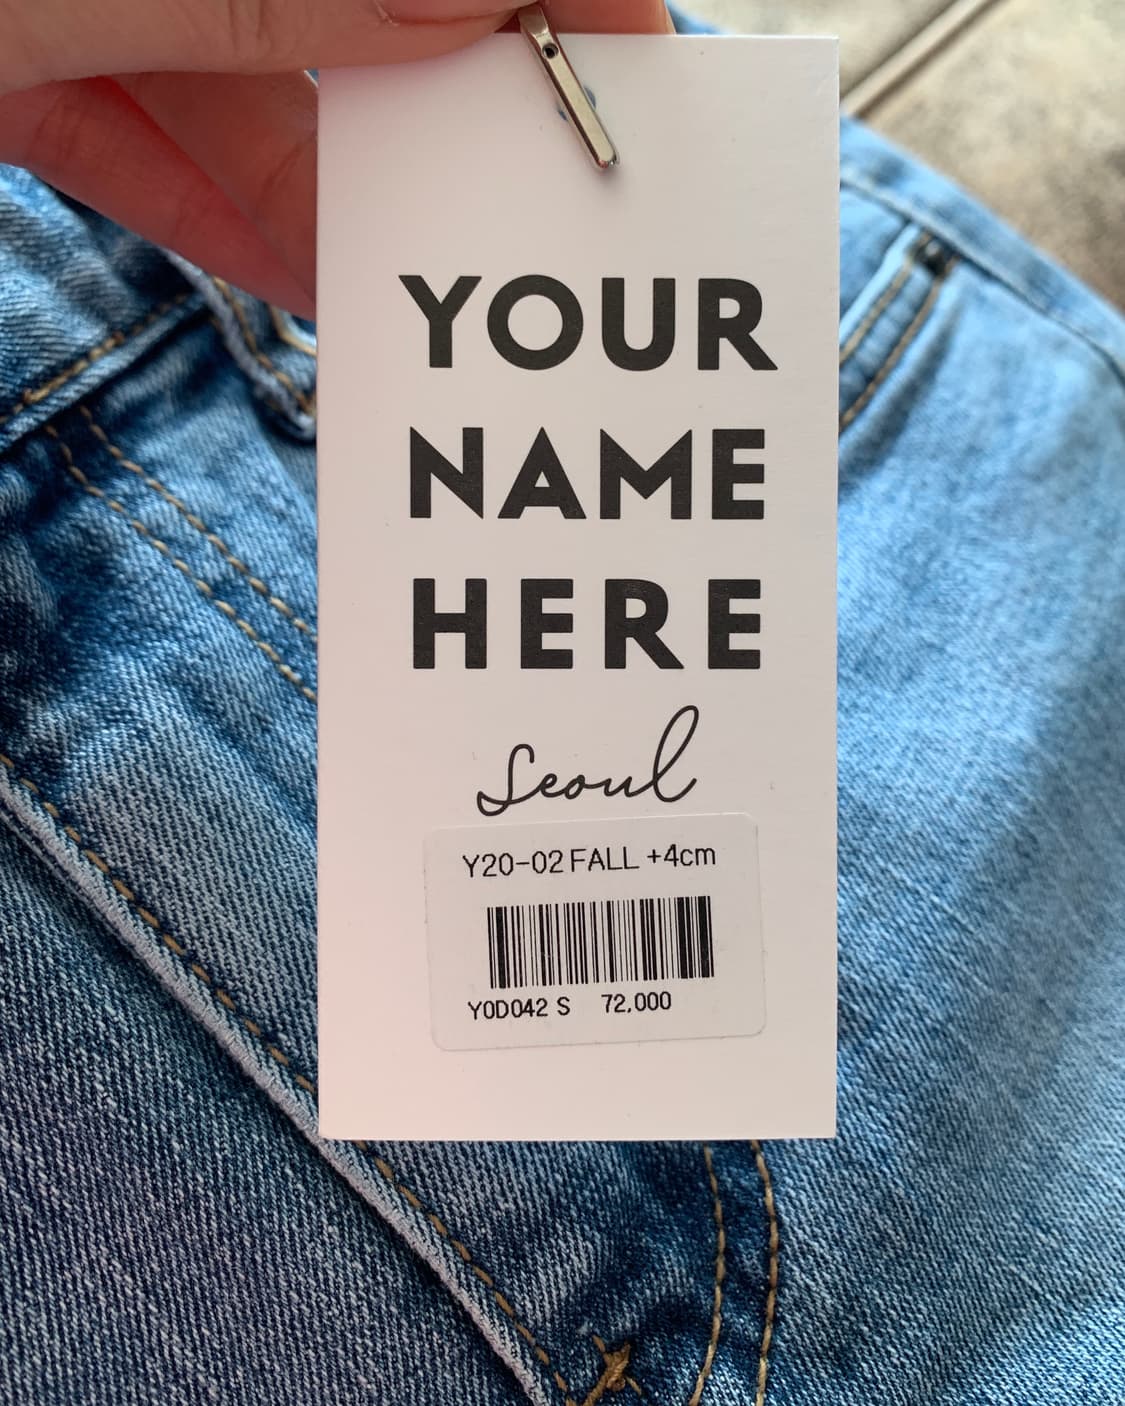 YOUR
NAME
HERE
Seoul
Y20-02 FALL +4cm
Y0D042 S 72,000